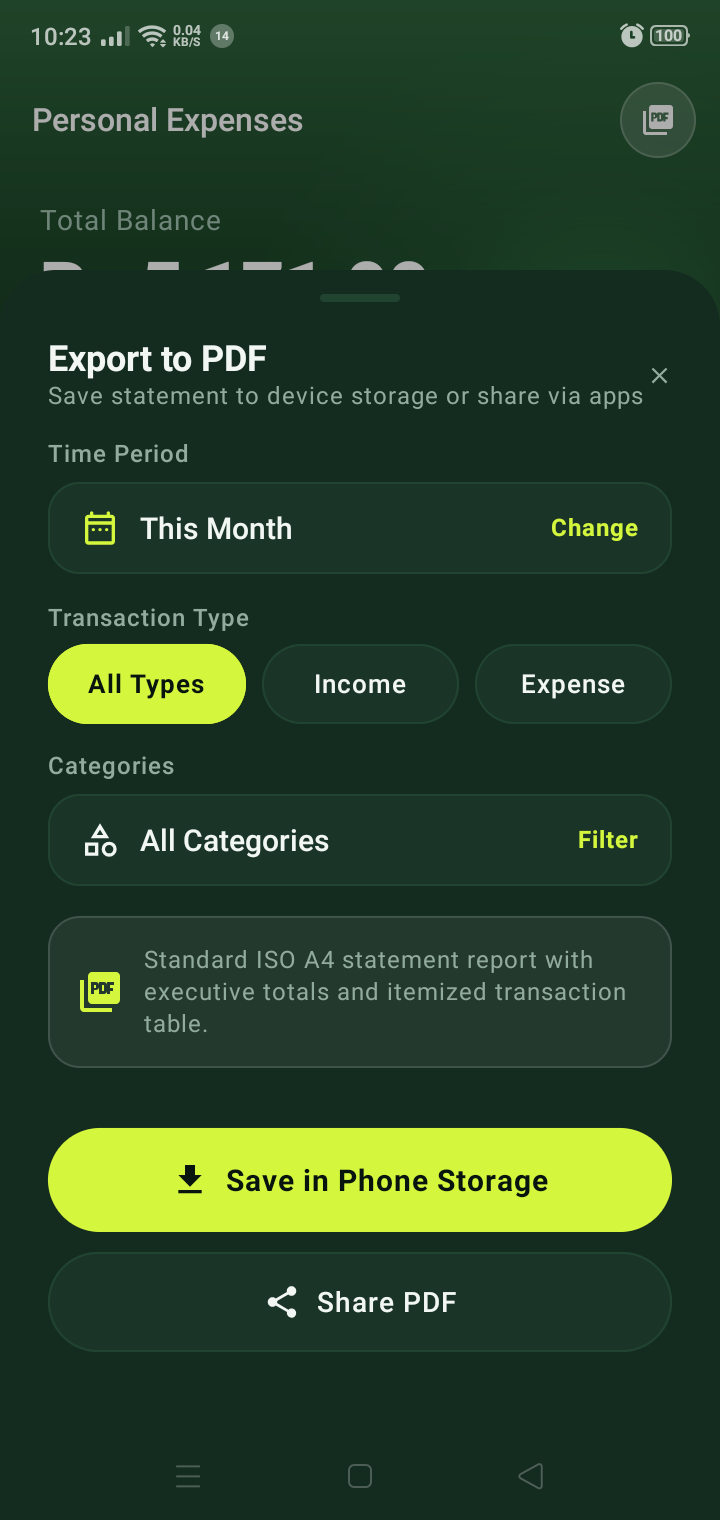 10:23
0.04
KB/S
14
100
Personal Expenses
PDF
Total Balance
Export to PDF
Save statement to device storage or share via apps
Time Period
This Month
Change
Transaction Type
All Types
Income
Expense
Categories
All Categories
Filter
PDF
Standard ISO A4 statement report with
executive totals and itemized transaction
table.
Save in Phone Storage
Share PDF